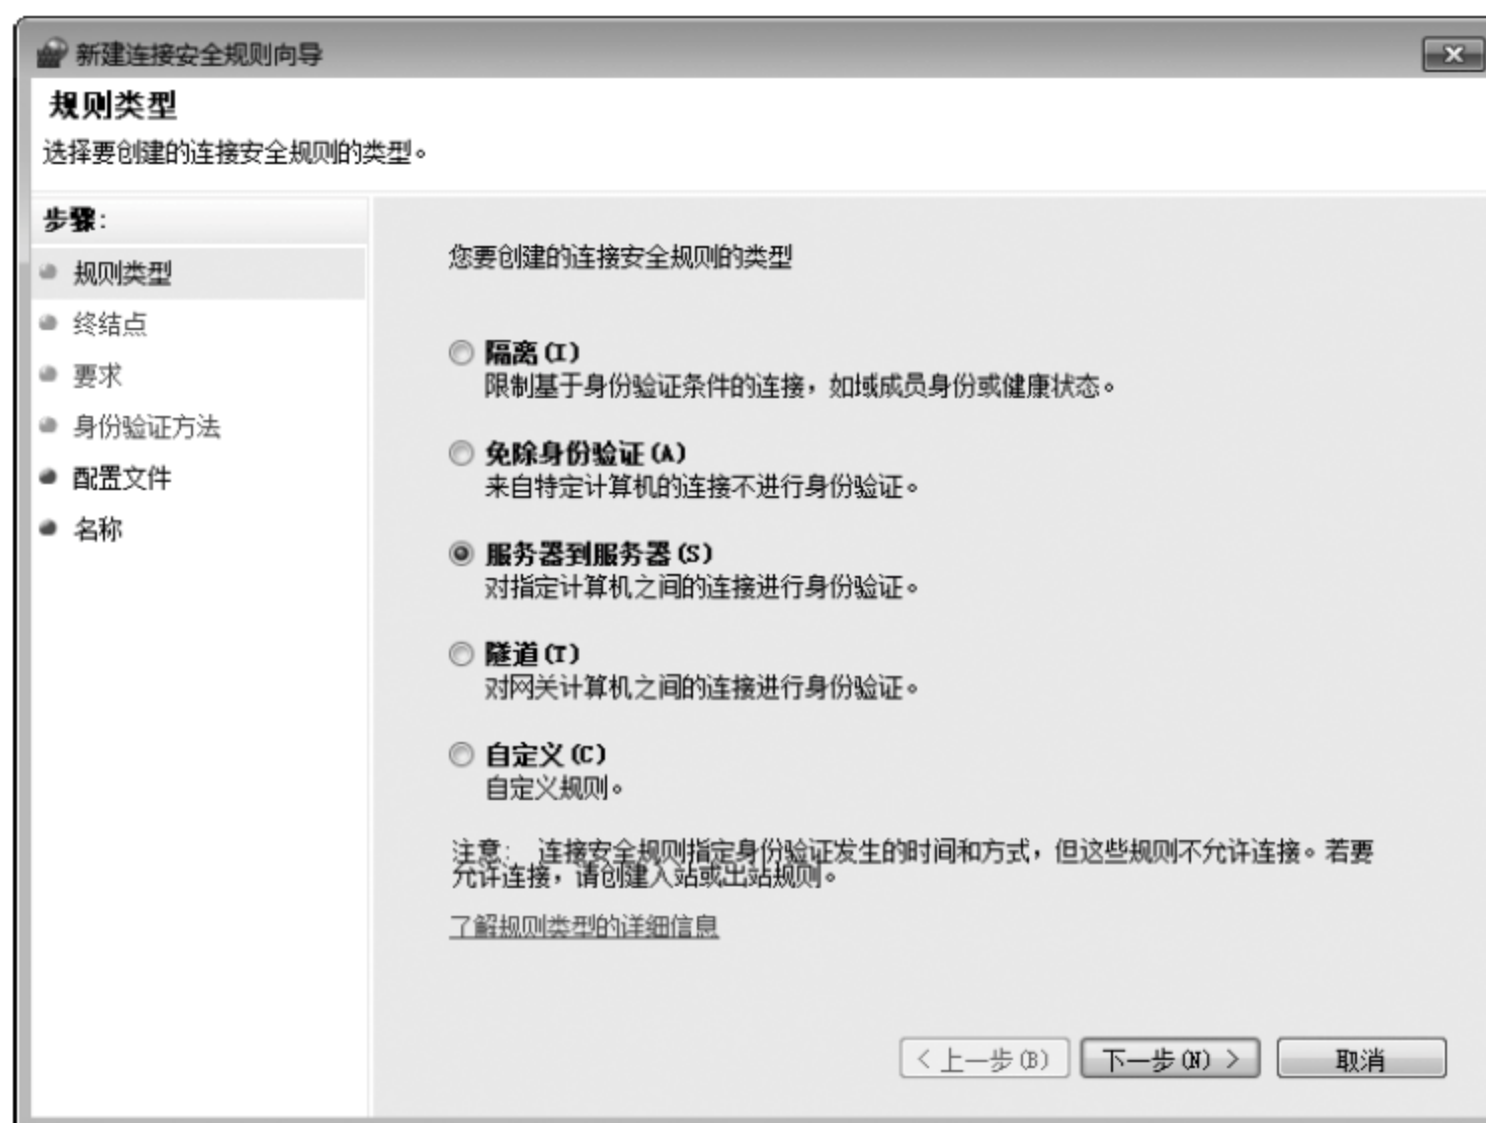 新建连接安全规则向导
规则类型
选择要创建的连接安全规则的类型。
步骤:
规则类型
终结点
要求
身份验证方法
配置文件
名称
您要创建的连接安全规则的类型
隔离(I)
限制基于身份验证条件的连接，如域成员身份或健康状态。
免除身份验证(A)
来自特定计算机的连接不进行身份验证。
服务器到服务器(S)
对指定计算机之间的连接进行身份验证。
隧道(T)
对网关计算机之间的连接进行身份验证。
自定义(C)
自定义规则。
注意: 连接安全规则指定身份验证发生的时间和方式，但这些规则不允许连接。若要
允许连接，请创建入站或出站规则。
了解规则类型的详细信息
< 上一步(B)
下一步(N) >
取消